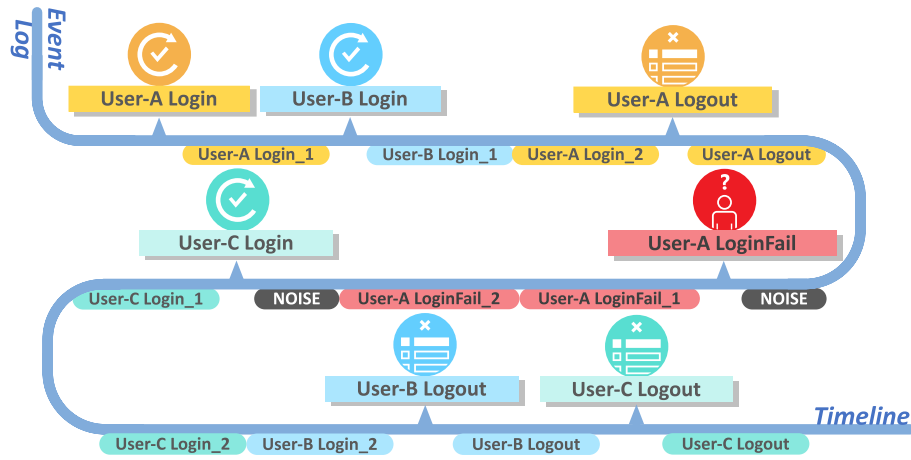 Event
Log
User-A Login
User-B Login
User-A Logout
User-A Login_1
User-B Login_1
User-A Login_2
User-A Logout
?
User-C Login
User-A LoginFail
User-C Login_1
NOISE
User-A LoginFail_2
User-A LoginFail_1
NOISE
User-B Logout
User-C Logout
Timeline
User-C Login_2
User-B Login_2
User-B Logout
User-C Logout